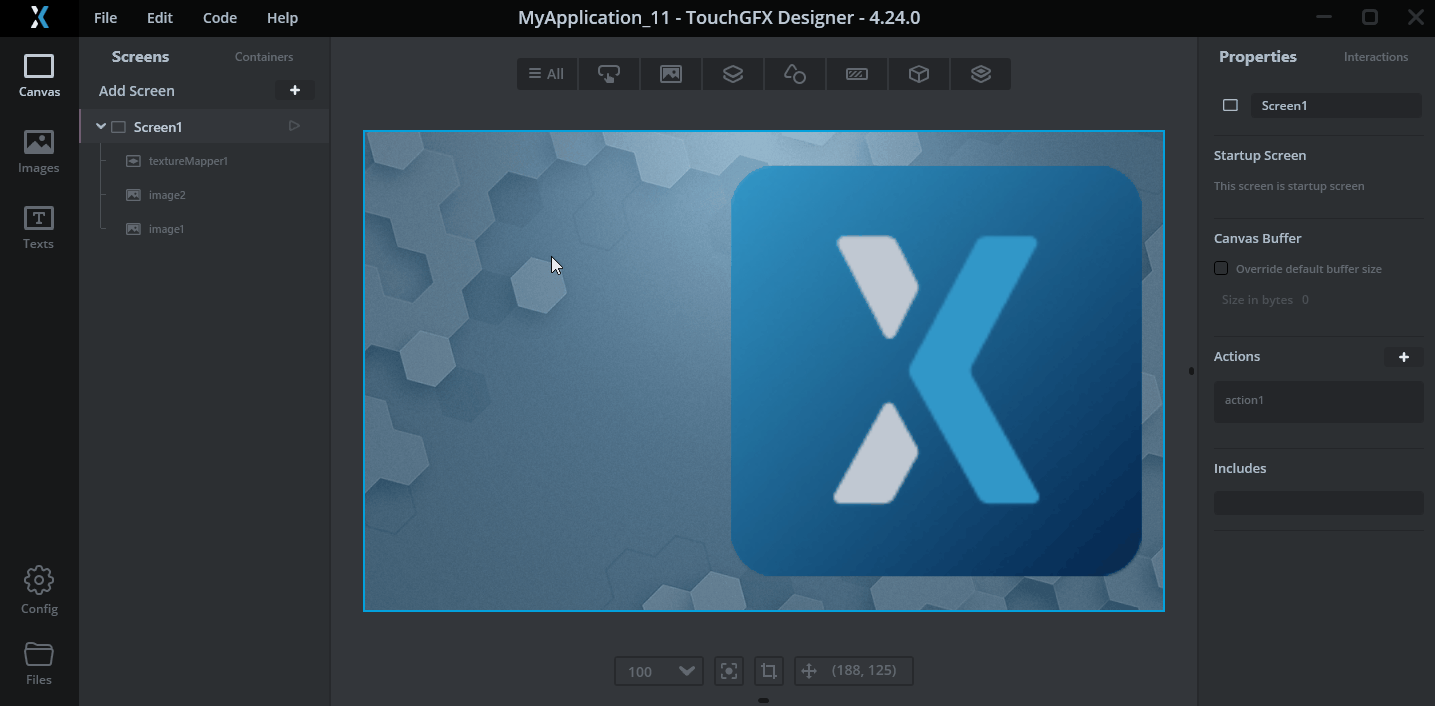 File Edit Code Help
MyApplication_11 - TouchGFX Designer - 4.24.0
Canvas
Images
Texts
Config
Files
Screens Containers
Add Screen
Screen1
textureMapper1
image2
image1
All
100
(188, 125)
Properties Interactions
Screen1
Startup Screen
This screen is startup screen
Canvas Buffer
Override default buffer size
Size in bytes 0
Actions
action1
Includes